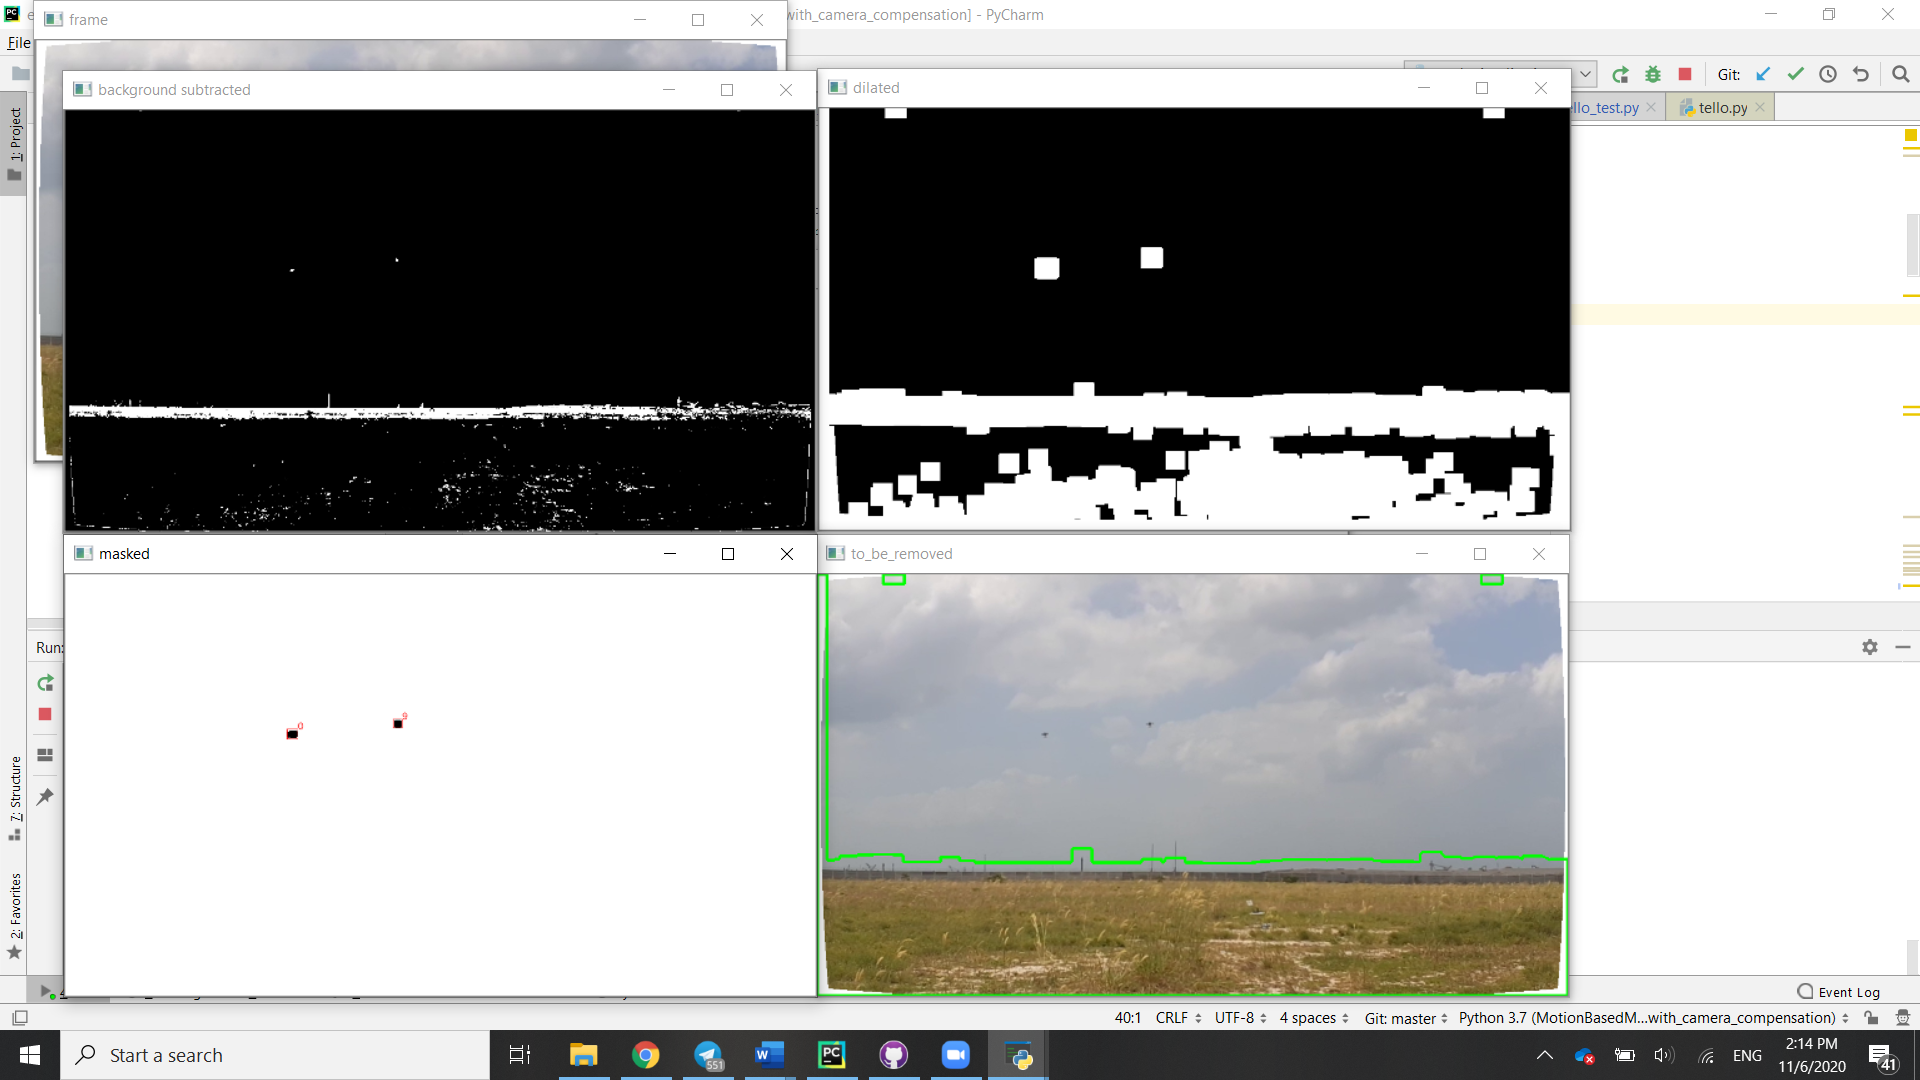 frame
with_camera_compensation] - PyCharm
File
background subtracted
dilated
Git:
llo_test.py
tello.py
1: Project
masked
to_be_removed
Run:
7: Structure
2: Favorites
Event Log
40:1 CRLF UTF-8 4 spaces Git: master Python 3.7 (MotionBasedM...with_camera_compensation)
Start a search
551
ENG
2:14 PM
11/6/2020
41